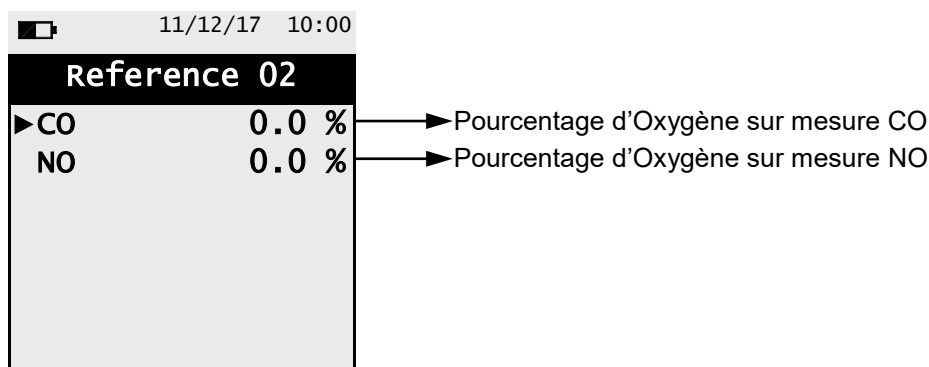 11/12/17 10:00
Reference O2
►CO 0.0 % Pourcentage d’Oxygène sur mesure CO
NO 0.0 % Pourcentage d’Oxygène sur mesure NO